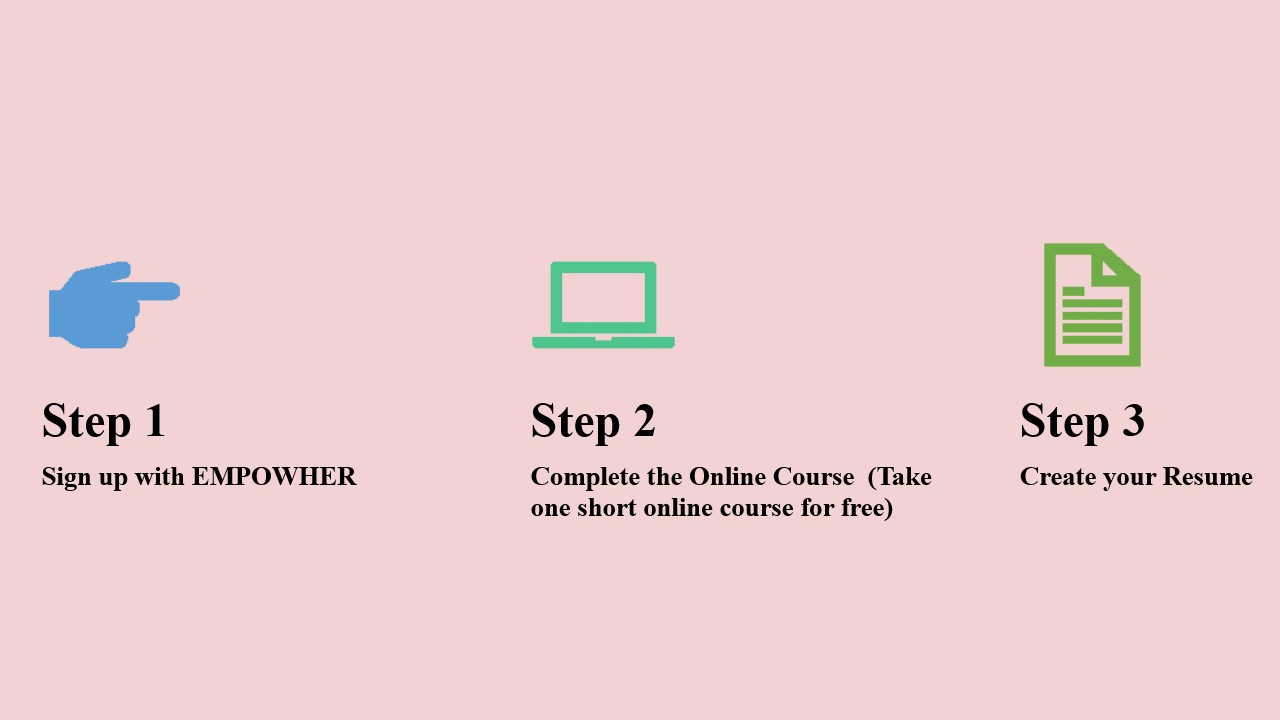 Step 1
Sign up with EMPOWHER
Step 2
Complete the Online Course  (Take
one short online course for free)
Step 3
Create your Resume